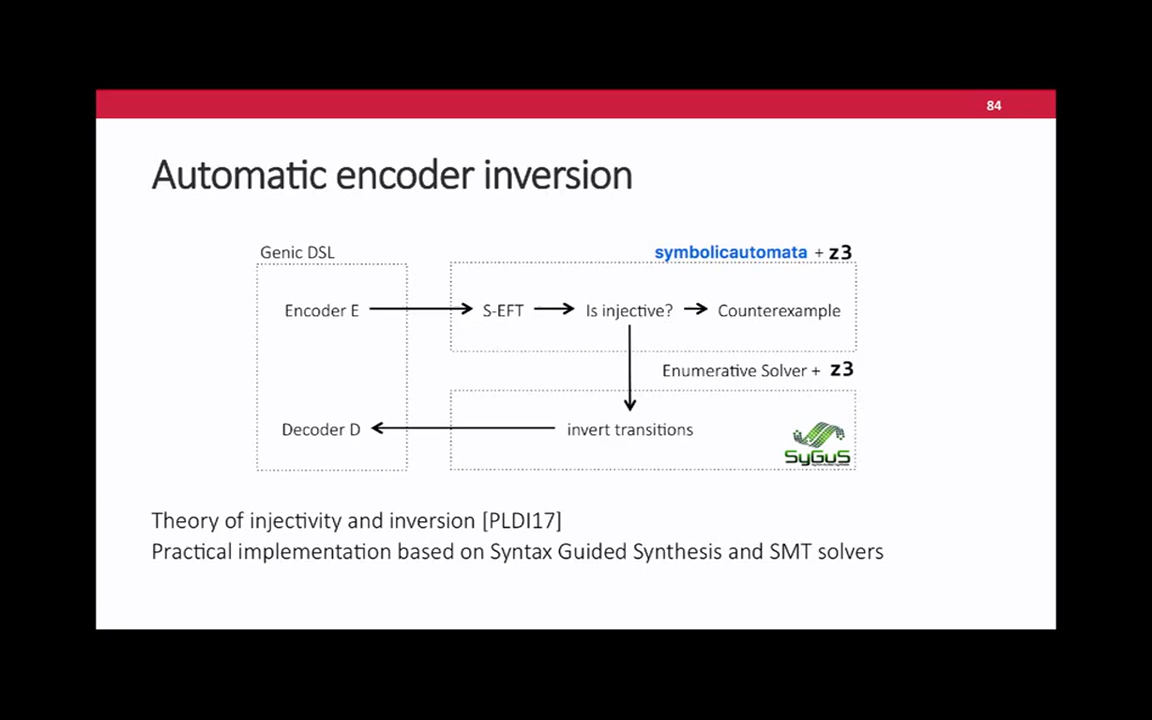 84
Automatic encoder inversion
Genic DSL
symbolicautomata + z3
Encoder E
S-EFT
Is injective?
Counterexample
Enumerative Solver + z3
Decoder D
invert transitions
SyGuS
Theory of injectivity and inversion [PLDI17]
Practical implementation based on Syntax Guided Synthesis and SMT solvers